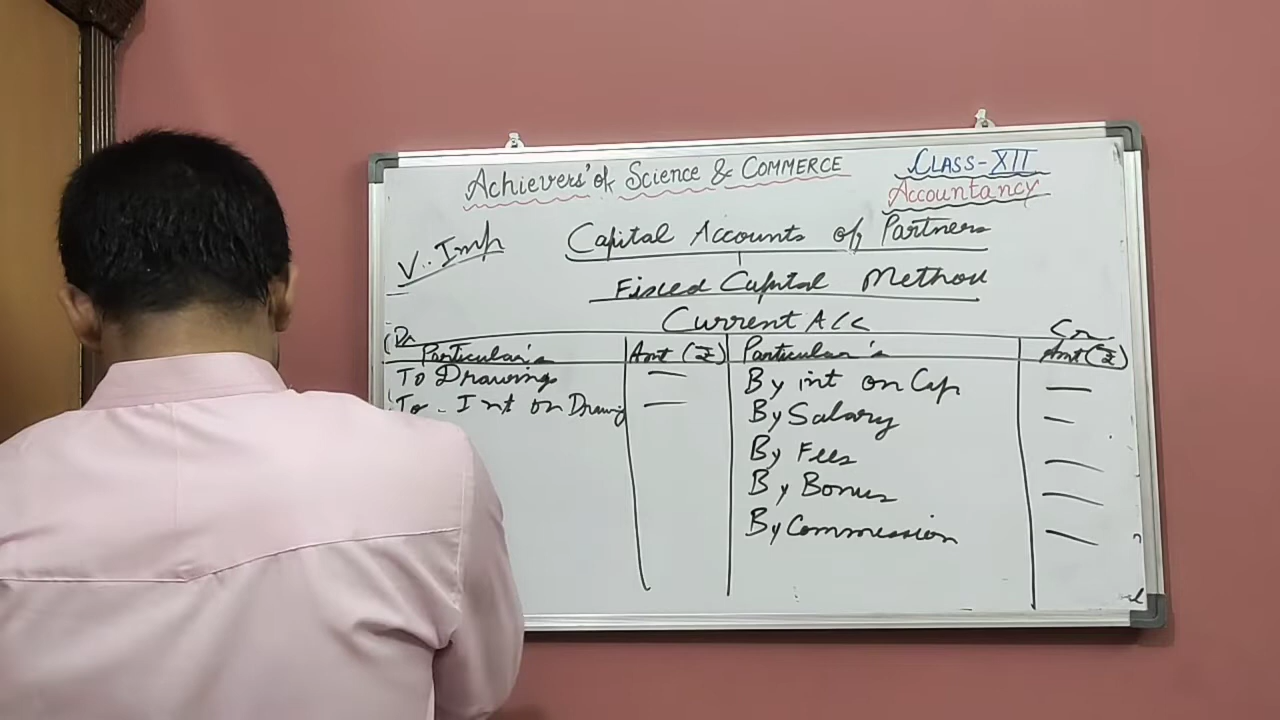 Achievers' of Science & Commerce
CLASS-XII
Accountancy
V. Imp
Capital Accounts of Partners
Fixed Capital Method
Current A/c
Dr
Cr
Particular's Amt (₹) Particular's Amt (₹)
To Drawings — By int on Cap —
To Int on Drawing — By Salary —
By Fees —
By Bonus —
By Commission —